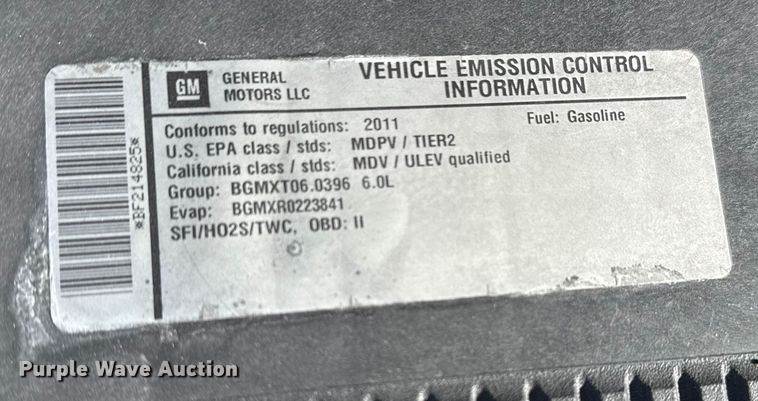 GM
GENERAL
MOTORS LLC
VEHICLE EMISSION CONTROL
INFORMATION
Conforms to regulations: 2011
Fuel: Gasoline
U.S. EPA class / stds: MDPV / TIER2
California class / stds: MDV / ULEV qualified
Group: BGMXT06.0396 6.0L
Evap: BGMXR0223841
SFI/HO2S/TWC, OBD: II
*BF214825*
Purple Wave Auction